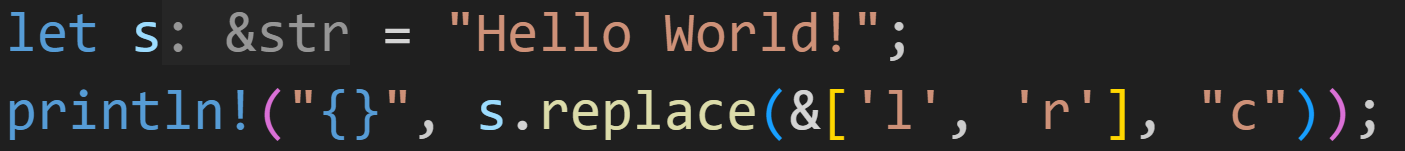 let s: &str = "Hello World!";
println!("{}", s.replace(&['l', 'r'], "c"));